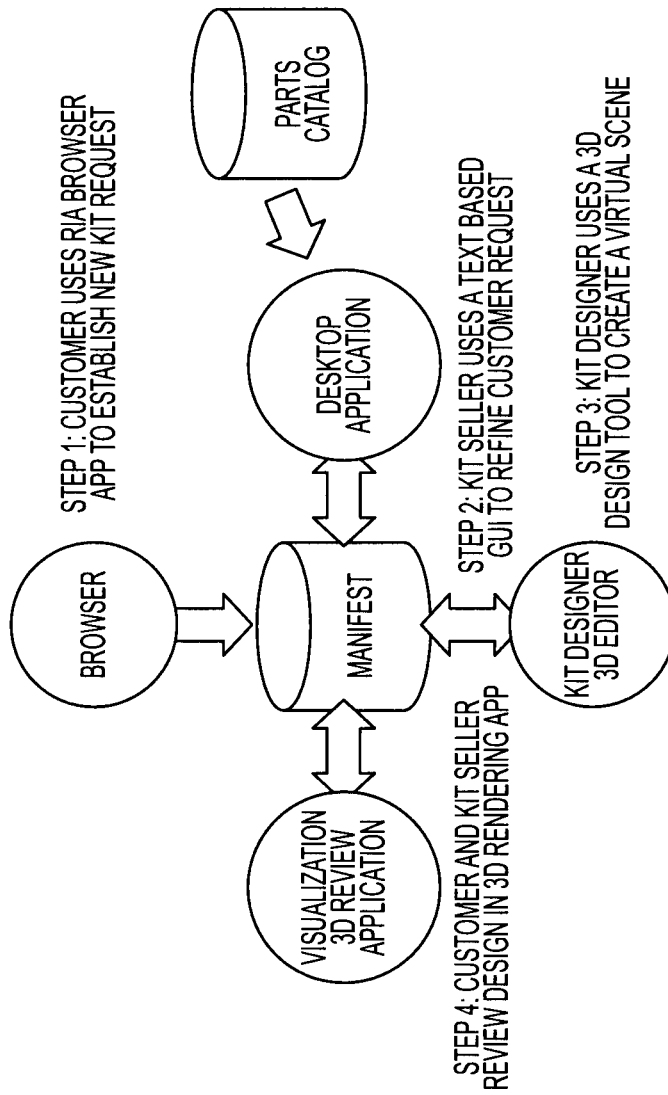 STEP 1: CUSTOMER USES RIA BROWSER
APP TO ESTABLISH NEW KIT REQUEST
BROWSER
PARTS
CATALOG
VISUALIZATION
3D REVIEW
APPLICATION
MANIFEST
DESKTOP
APPLICATION
STEP 4: CUSTOMER AND KIT SELLER
REVIEW DESIGN IN 3D RENDERING APP
STEP 2: KIT SELLER USES A TEXT BASED
GUI TO REFINE CUSTOMER REQUEST
KIT DESIGNER
3D EDITOR
STEP 3: KIT DESIGNER USES A 3D
DESIGN TOOL TO CREATE A VIRTUAL SCENE